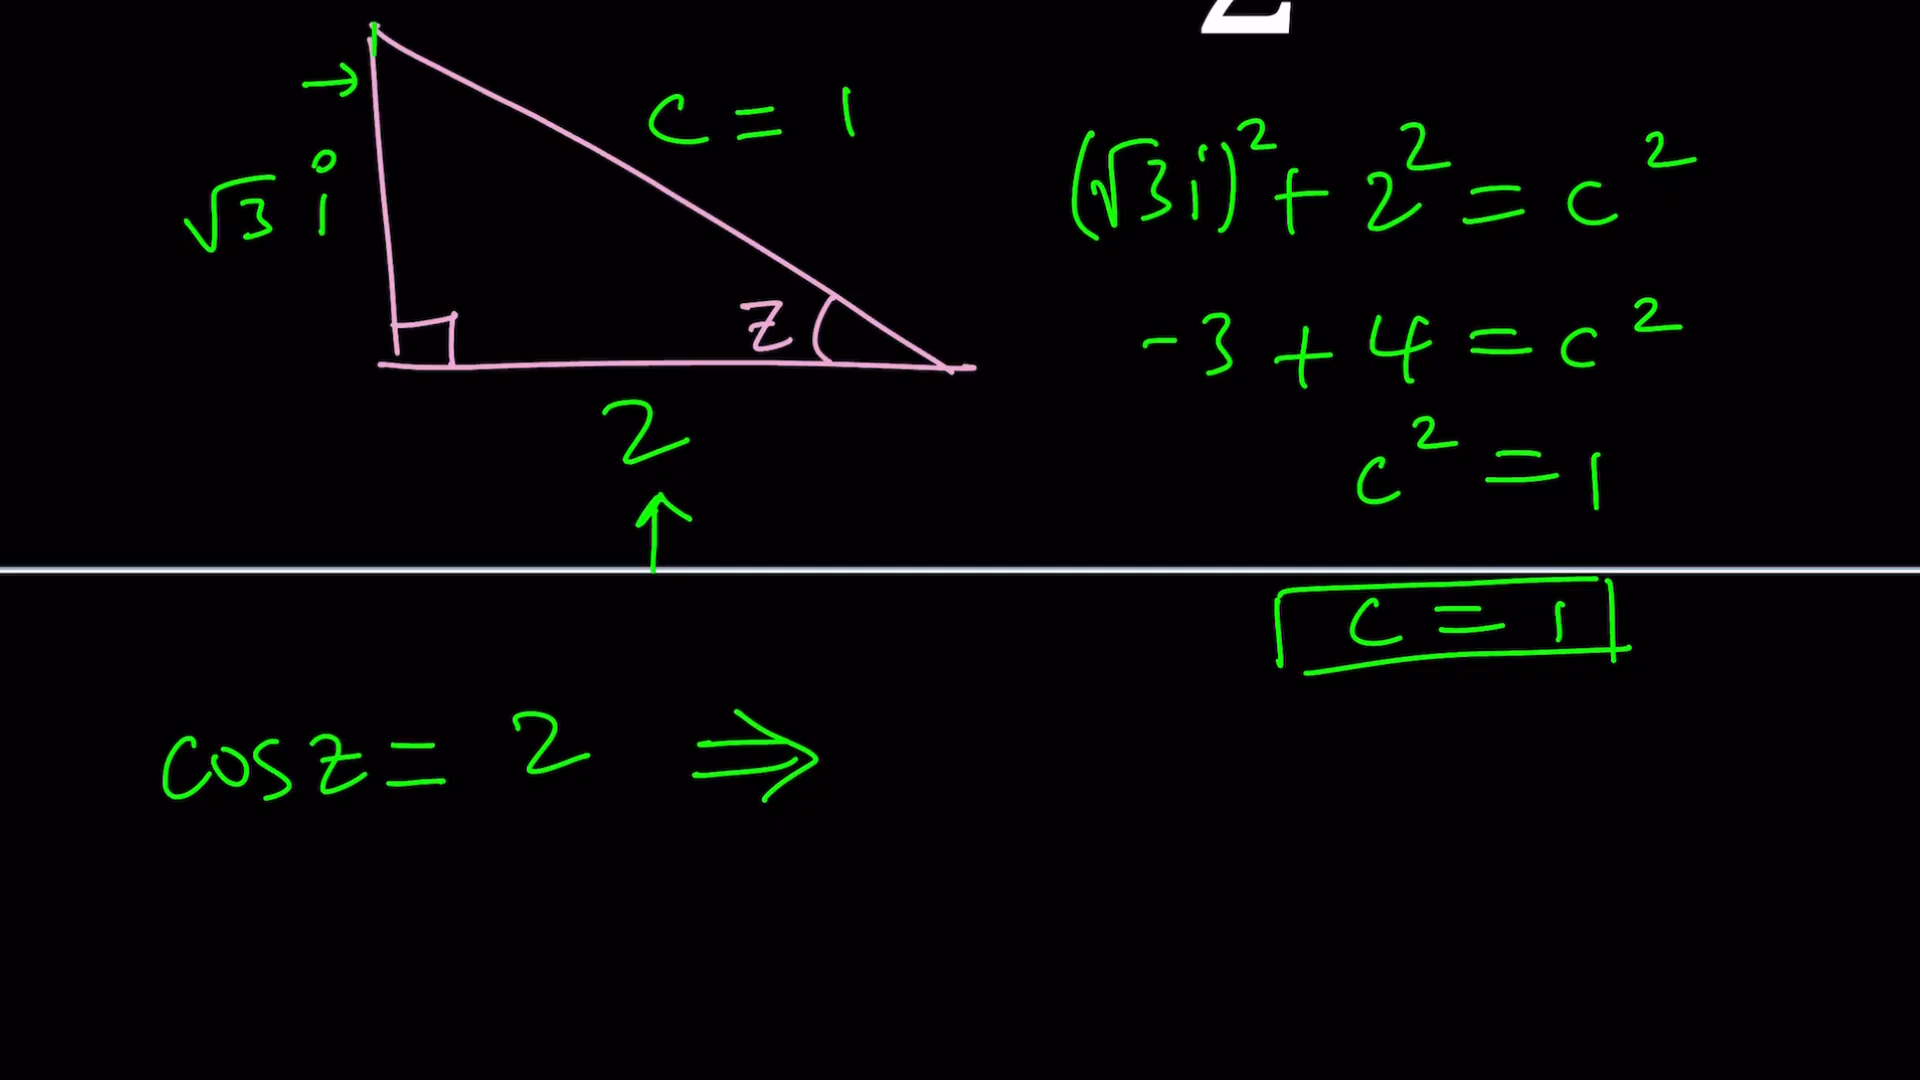 c = 1
√3 i
z
2
(√3i)² + 2² = c²
-3 + 4 = c²
c² = 1
c = 1
cos z = 2 ⇒